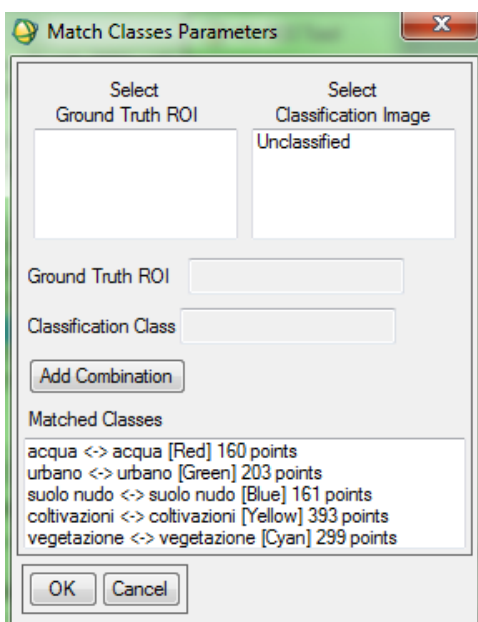 Match Classes Parameters
Select
Ground Truth ROI
Select
Classification Image
Unclassified
Ground Truth ROI
Classification Class
Add Combination
Matched Classes
acqua <-> acqua [Red] 160 points
urbano <-> urbano [Green] 203 points
suolo nudo <-> suolo nudo [Blue] 161 points
coltivazioni <-> coltivazioni [Yellow] 393 points
vegetazione <-> vegetazione [Cyan] 299 points
OK Cancel